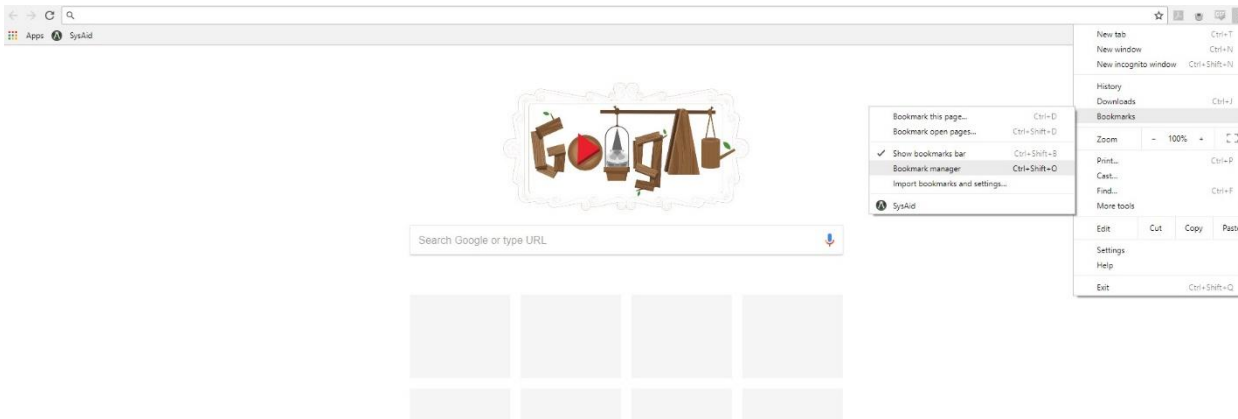 Apps SysAid
New tab Ctrl+T
New window Ctrl+N
New incognito window Ctrl+Shift+N
History
Downloads Ctrl+J
Bookmarks
Zoom - 100% +
Print... Ctrl+P
Cast...
Find... Ctrl+F
More tools
Edit Cut Copy Paste
Settings
Help
Exit Ctrl+Shift+Q
Bookmark this page... Ctrl+D
Bookmark open pages... Ctrl+Shift+D
Show bookmarks bar Ctrl+Shift+B
Bookmark manager Ctrl+Shift+O
Import bookmarks and settings...
SysAid
Search Google or type URL